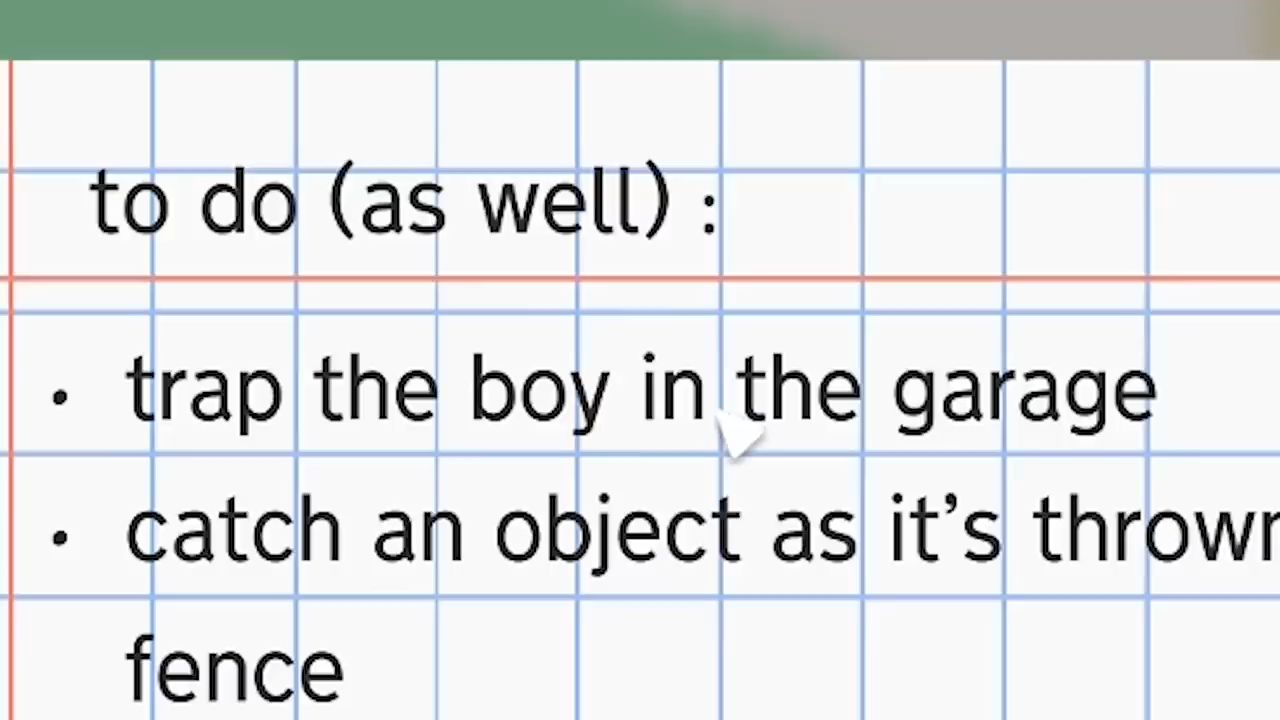 to do (as well) :
• trap the boy in the garage
• catch an object as it’s thrown
fence